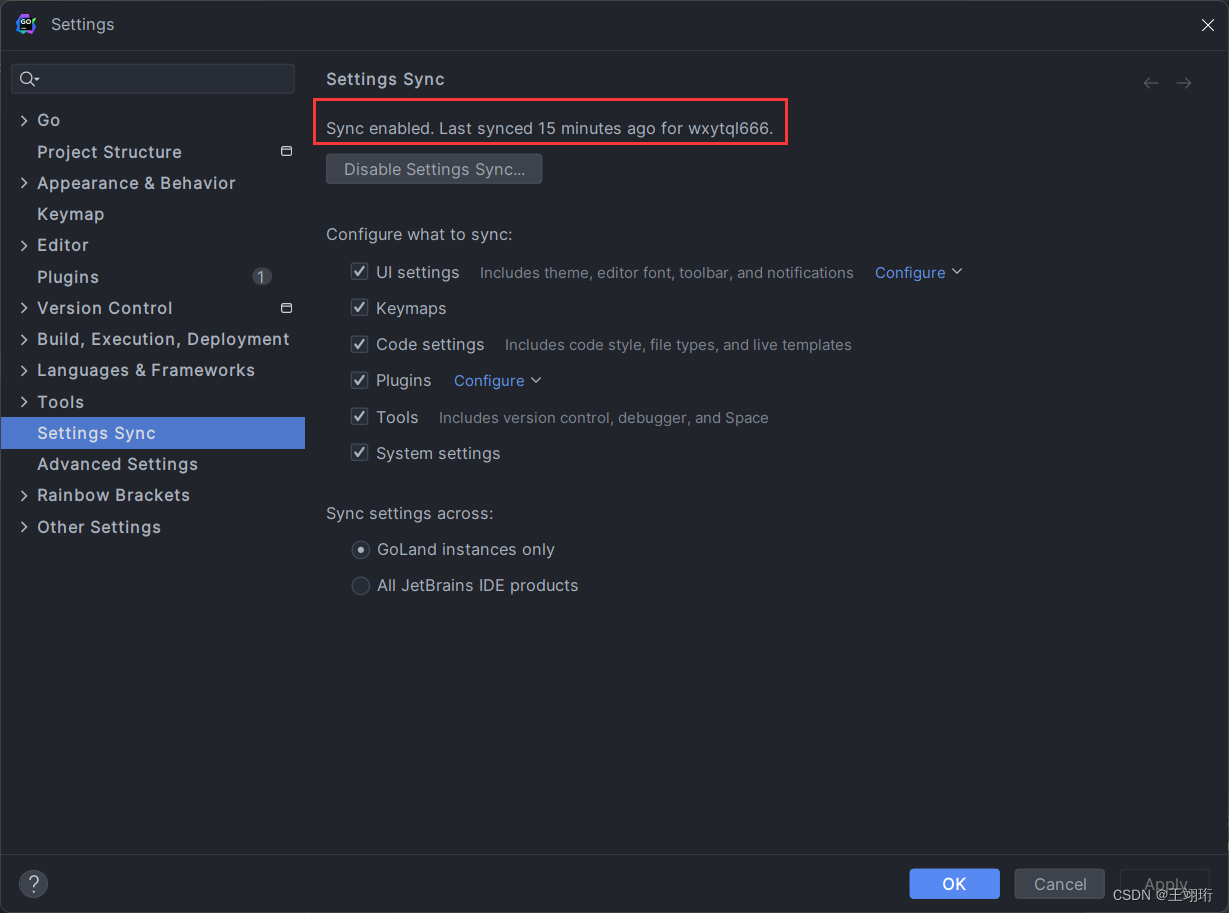 Settings
Settings Sync
Go
Sync enabled. Last synced 15 minutes ago for wxytql666.
Project Structure
Disable Settings Sync...
Appearance & Behavior
Keymap
Configure what to sync:
Editor
UI settings Includes theme, editor font, toolbar, and notifications Configure
Plugins 1
Keymaps
Version Control
Code settings Includes code style, file types, and live templates
Build, Execution, Deployment
Plugins Configure
Languages & Frameworks
Tools Includes version control, debugger, and Space
Tools
System settings
Settings Sync
Advanced Settings
Rainbow Brackets
Sync settings across:
Other Settings
GoLand instances only
All JetBrains IDE products
? OK Cancel Apply
CSDN @王翊珩